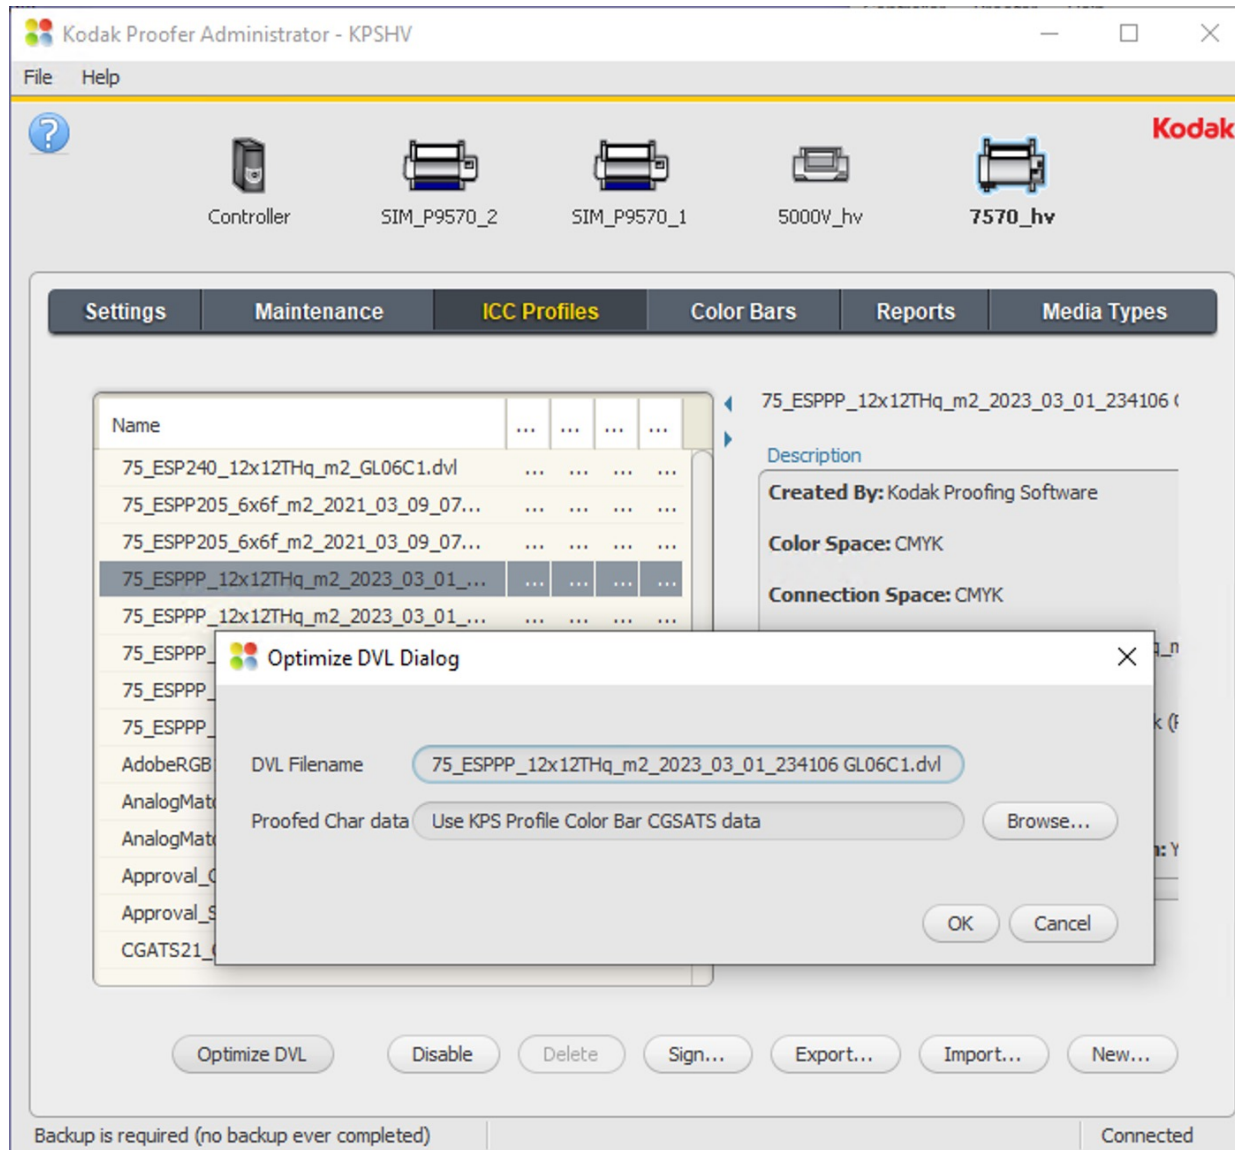 Kodak Proofer Administrator - KPSHV
File Help
Kodak
Controller SIM_P9570_2 SIM_P9570_1 5000V_hv 7570_hv
Settings Maintenance ICC Profiles Color Bars Reports Media Types
Name ... ... ... ...
75_ESP240_12x12THq_m2_GL06C1.dvl ... ... ... ...
75_ESPP205_6x6f_m2_2021_03_09_07... ... ... ... ...
75_ESPP205_6x6f_m2_2021_03_09_07... ... ... ... ...
75_ESPPP_12x12THq_m2_2023_03_01_... ... ... ... ...
75_ESPPP_12x12THq_m2_2023_03_01_... ... ... ... ...
75_ESPPP_
75_ESPPP_
75_ESPPP_
AdobeRGB
AnalogMat
AnalogMat
Approval_
Approval_S
CGATS21_
75_ESPPP_12x12THq_m2_2023_03_01_234106
Description
Created By: Kodak Proofing Software
Color Space: CMYK
Connection Space: CMYK
Optimize DVL Dialog
DVL Filename 75_ESPPP_12x12THq_m2_2023_03_01_234106 GL06C1.dvl
Proofed Char data Use KPS Profile Color Bar CGSATS data Browse...
OK Cancel
Optimize DVL Disable Delete Sign... Export... Import... New...
Backup is required (no backup ever completed) Connected